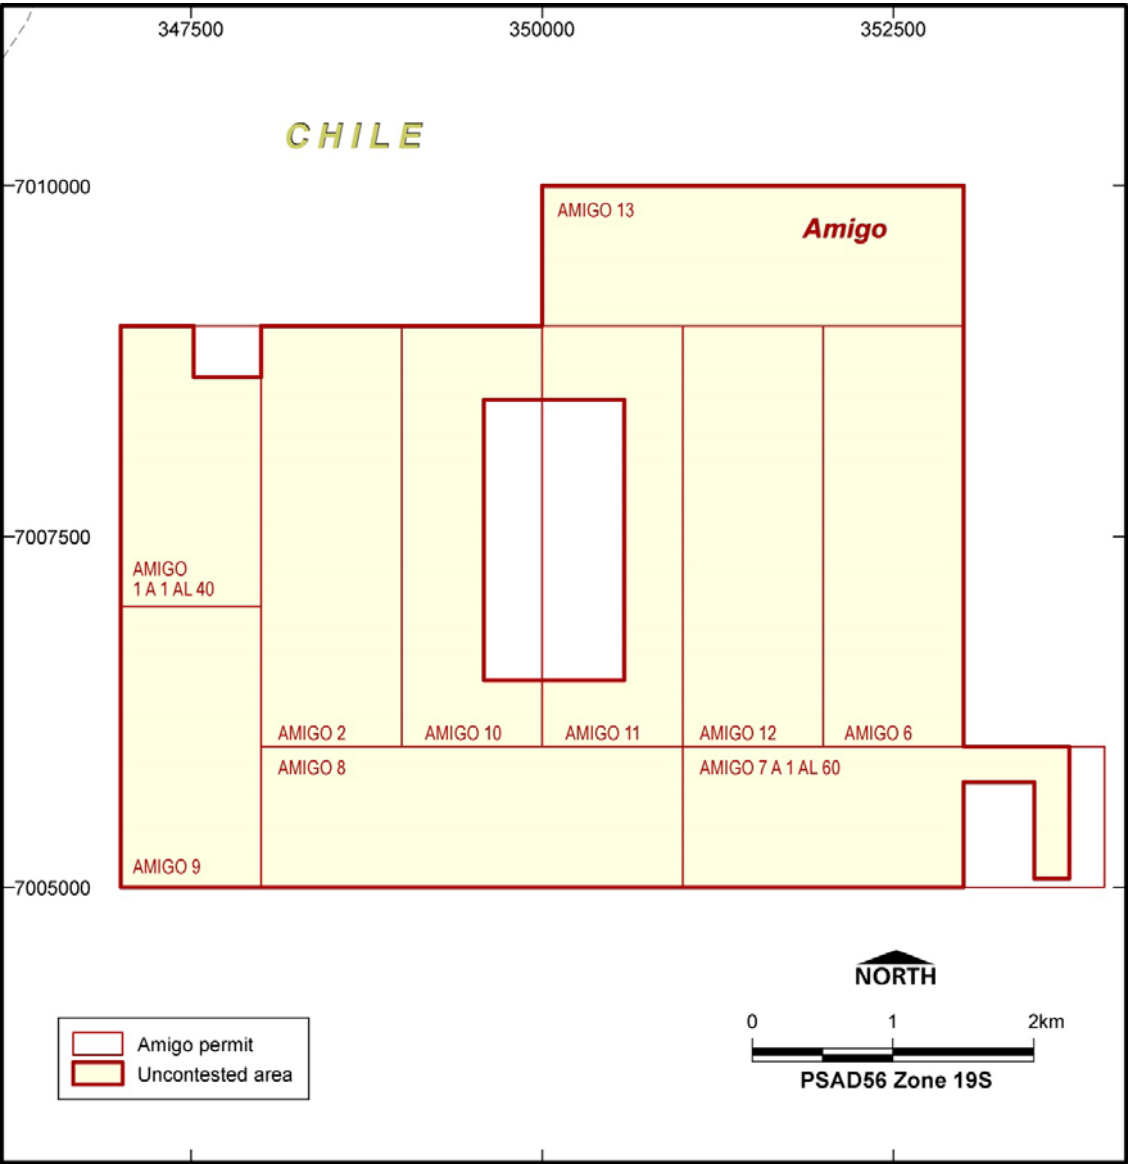 347500 350000 352500
CHILE
7010000
AMIGO 13
Amigo
7007500
AMIGO
1 A 1 AL 40
AMIGO 2 AMIGO 10 AMIGO 11 AMIGO 12 AMIGO 6
AMIGO 8 AMIGO 7 A 1 AL 60
AMIGO 9
7005000
NORTH
0 1 2km
PSAD56 Zone 19S
Amigo permit
Uncontested area